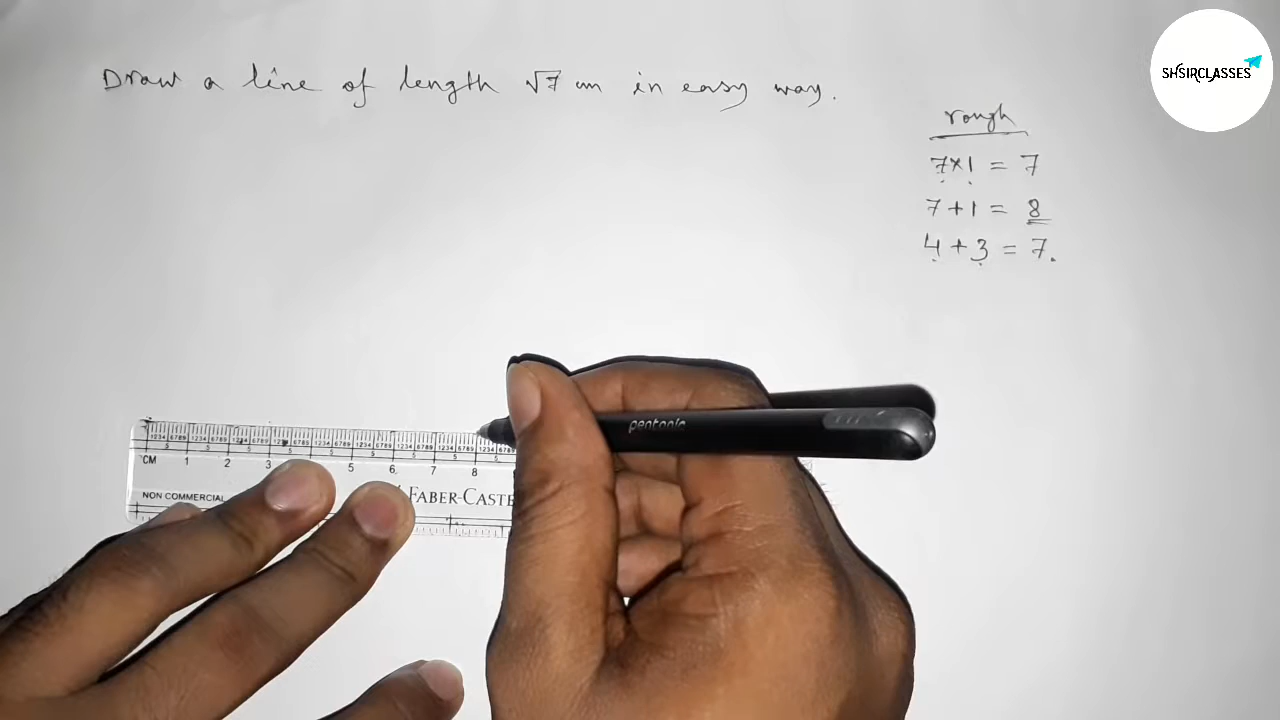 Draw a line of length √7 cm in easy way.
SHSIRCLASSES
rough
7×1 = 7
7+1 = 8
4+3 = 7.
pentonic
CM 1 2 3 5 6 7 8
NON COMMERCIAL
FABER-CASTE